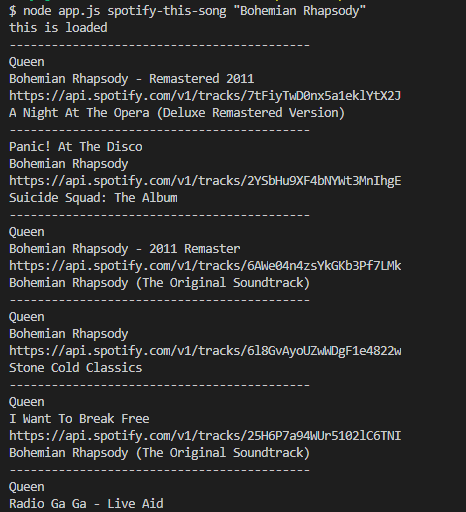 $ node app.js spotify-this-song "Bohemian Rhapsody"
this is loaded
----------------------------------------
Queen
Bohemian Rhapsody - Remastered 2011
https://api.spotify.com/v1/tracks/7tFiyTwD0nx5a1eklYtX2J
A Night At The Opera (Deluxe Remastered Version)
----------------------------------------
Panic! At The Disco
Bohemian Rhapsody
https://api.spotify.com/v1/tracks/2YSbHu9XF4bNYWt3MnIhgE
Suicide Squad: The Album
----------------------------------------
Queen
Bohemian Rhapsody - 2011 Remaster
https://api.spotify.com/v1/tracks/6AWe04n4zsYkGKb3Pf7LMk
Bohemian Rhapsody (The Original Soundtrack)
----------------------------------------
Queen
Bohemian Rhapsody
https://api.spotify.com/v1/tracks/6l8GvAyoUZwWDgF1e4822w
Stone Cold Classics
----------------------------------------
Queen
I Want To Break Free
https://api.spotify.com/v1/tracks/25H6P7a94WUr5102lC6TNI
Bohemian Rhapsody (The Original Soundtrack)
----------------------------------------
Queen
Radio Ga Ga - Live Aid